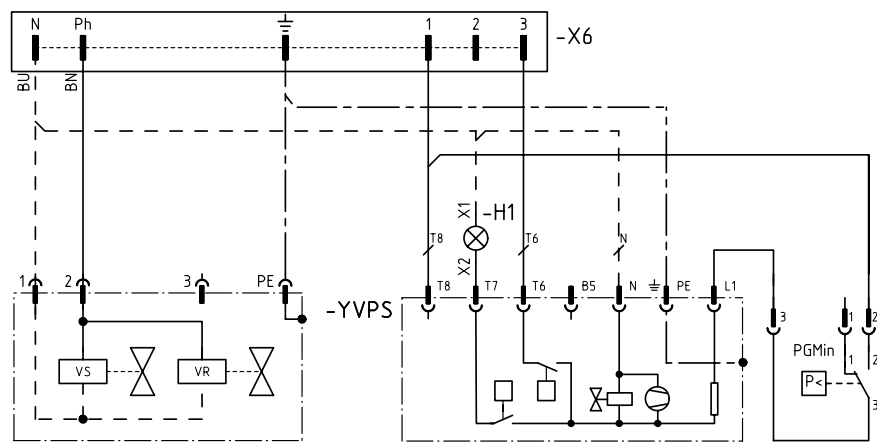 N Ph 1 2 3
-X6
BU BN
X1 -H1
T8 T6 N
X2
1 2 3 PE
-YVPS
T8 T7 T6 B5 N PE L1
3 1 2
PGMin
1 2
VS VR
P<
3